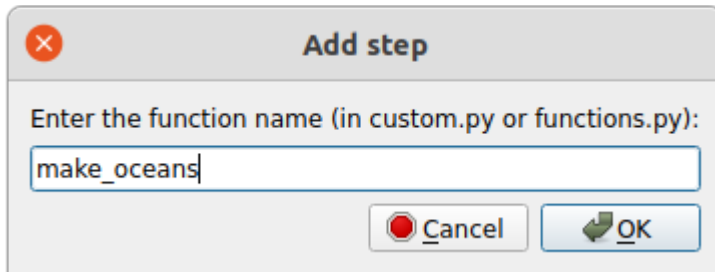 Add step
Enter the function name (in custom.py or functions.py):
make_oceans
Cancel
OK